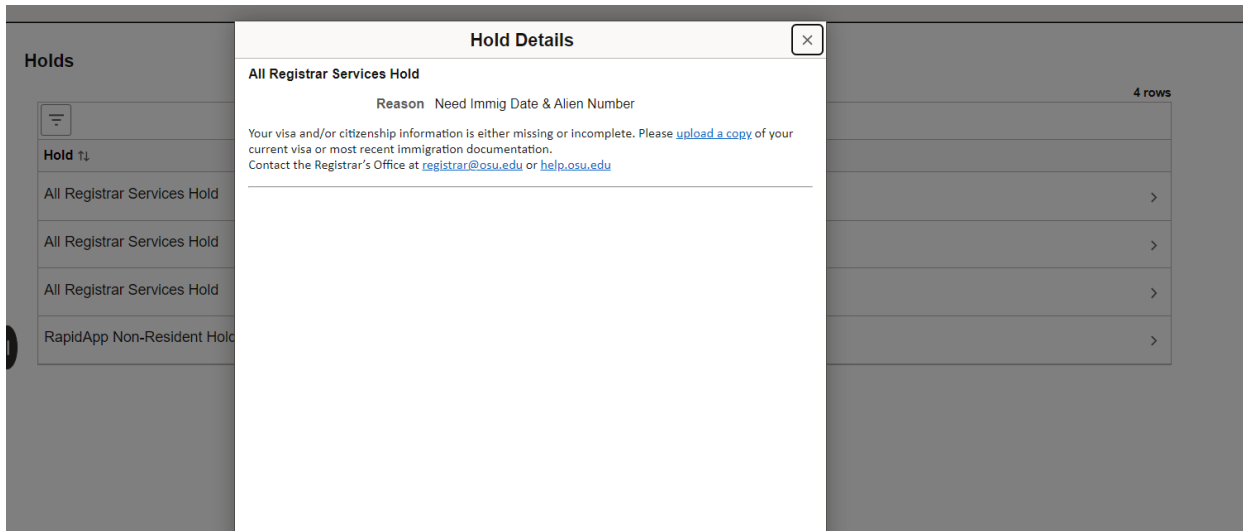 Holds
4 rows
Hold ↑↓
All Registrar Services Hold
All Registrar Services Hold
All Registrar Services Hold
RapidApp Non-Resident Hold
Hold Details
All Registrar Services Hold
Reason Need Immig Date & Alien Number
Your visa and/or citizenship information is either missing or incomplete. Please upload a copy of your
current visa or most recent immigration documentation.
Contact the Registrar’s Office at registrar@osu.edu or help.osu.edu